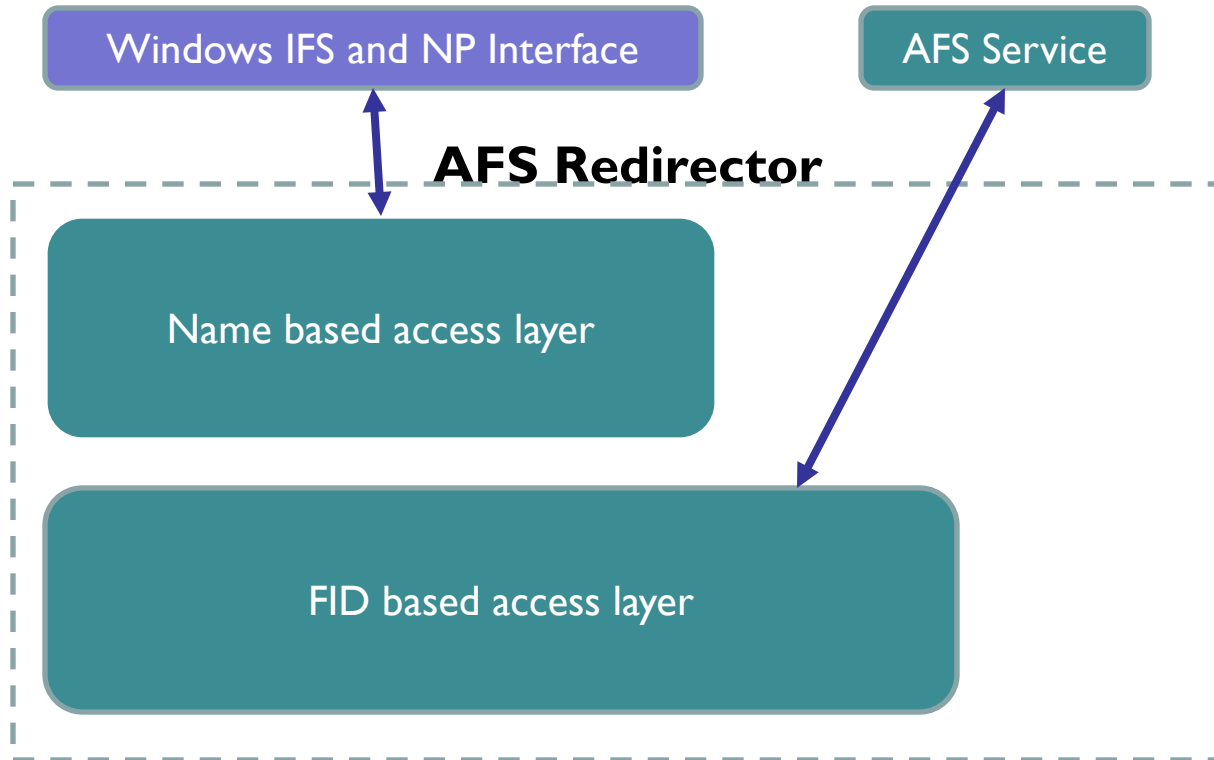 Windows IFS and NP Interface
AFS Service
AFS Redirector
Name based access layer
FID based access layer